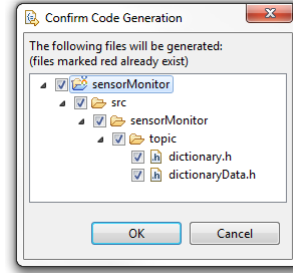 Confirm Code Generation
The following files will be generated:
(files marked red already exist)
sensorMonitor
src
sensorMonitor
topic
.h dictionary.h
.h dictionaryData.h
OK Cancel